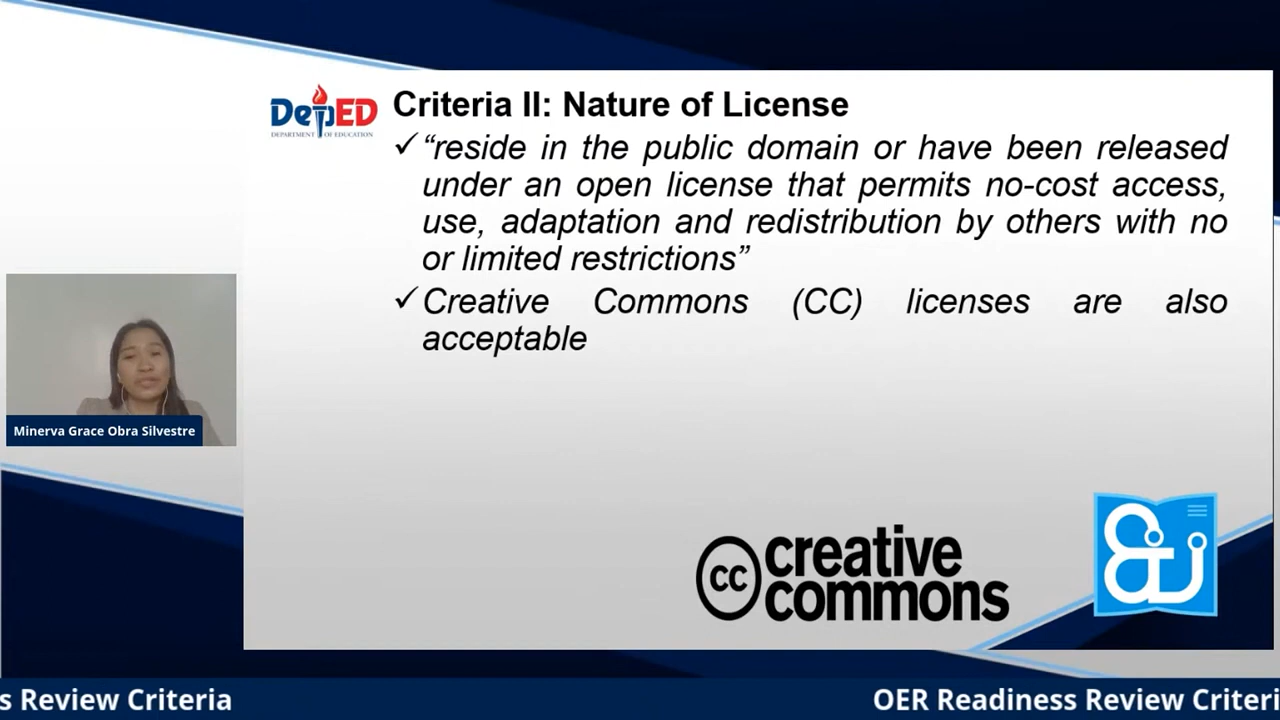 DepED
DEPARTMENT OF EDUCATION
Criteria II: Nature of License
✓ “reside in the public domain or have been released
under an open license that permits no-cost access,
use, adaptation and redistribution by others with no
or limited restrictions”
✓ Creative Commons (CC) licenses are also
acceptable
Minerva Grace Obra Silvestre
cc creative
commons
s Review Criteria
OER Readiness Review Criteri